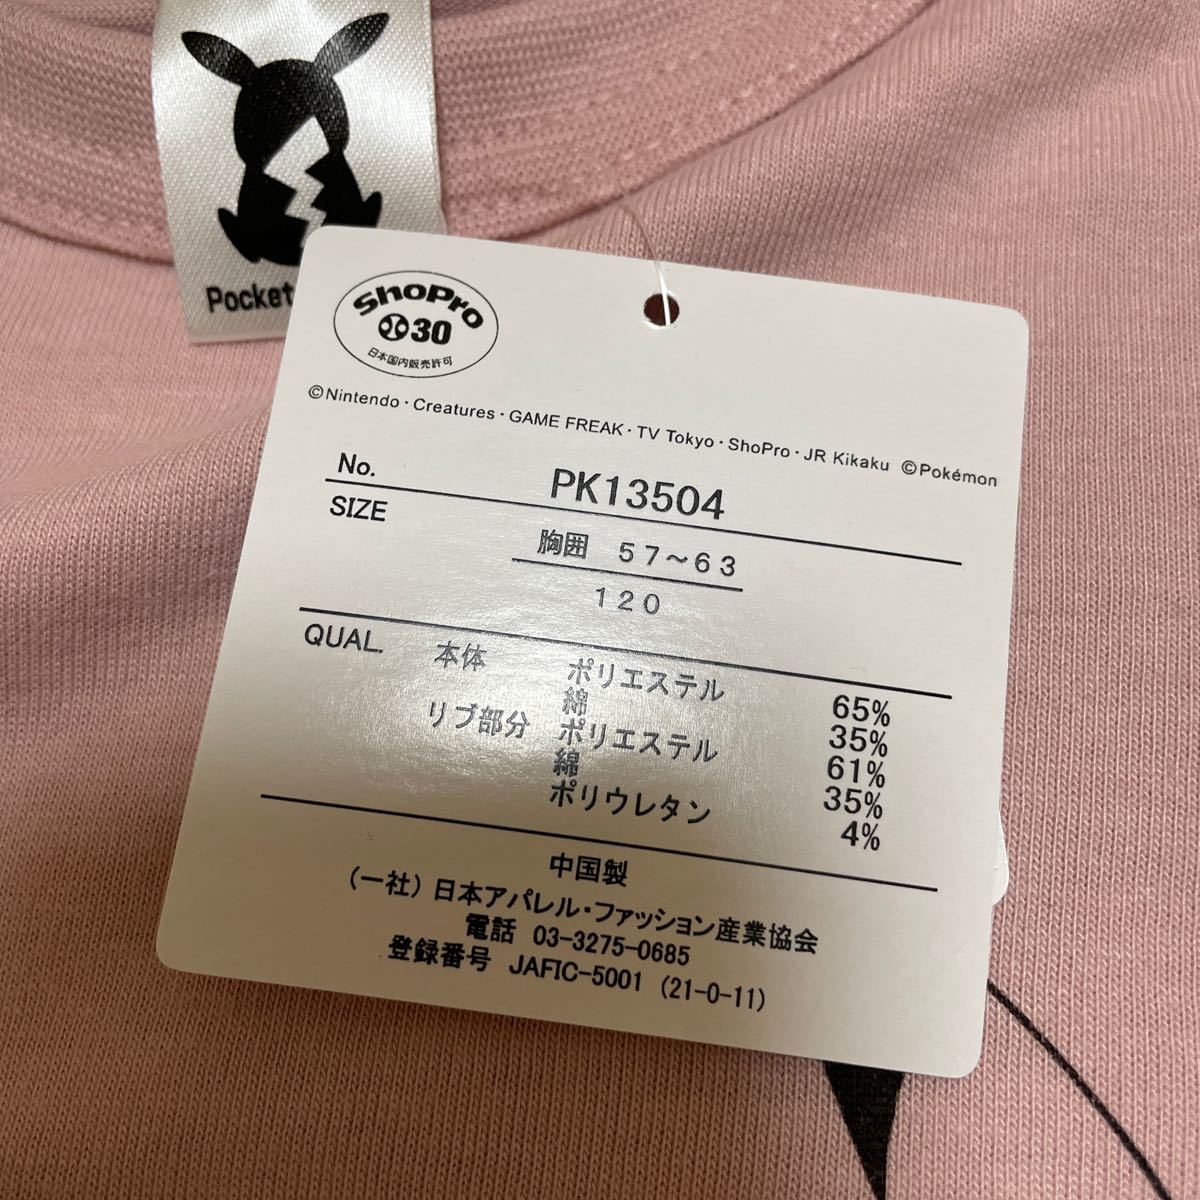 Pocket
ShoPro
30
日本国内販売許可
©Nintendo・Creatures・GAME FREAK・TV Tokyo・ShoPro・JR Kikaku ©Pokémon
No. PK13504
SIZE 胸囲 57~63
120
QUAL. 本体 ポリエステル 65%
綿 35%
リブ部分 ポリエステル 61%
綿 35%
ポリウレタン 4%
中国製
(一社)日本アパレル・ファッション産業協会
電話 03-3275-0685
登録番号 JAFIC-5001 (21-0-11)